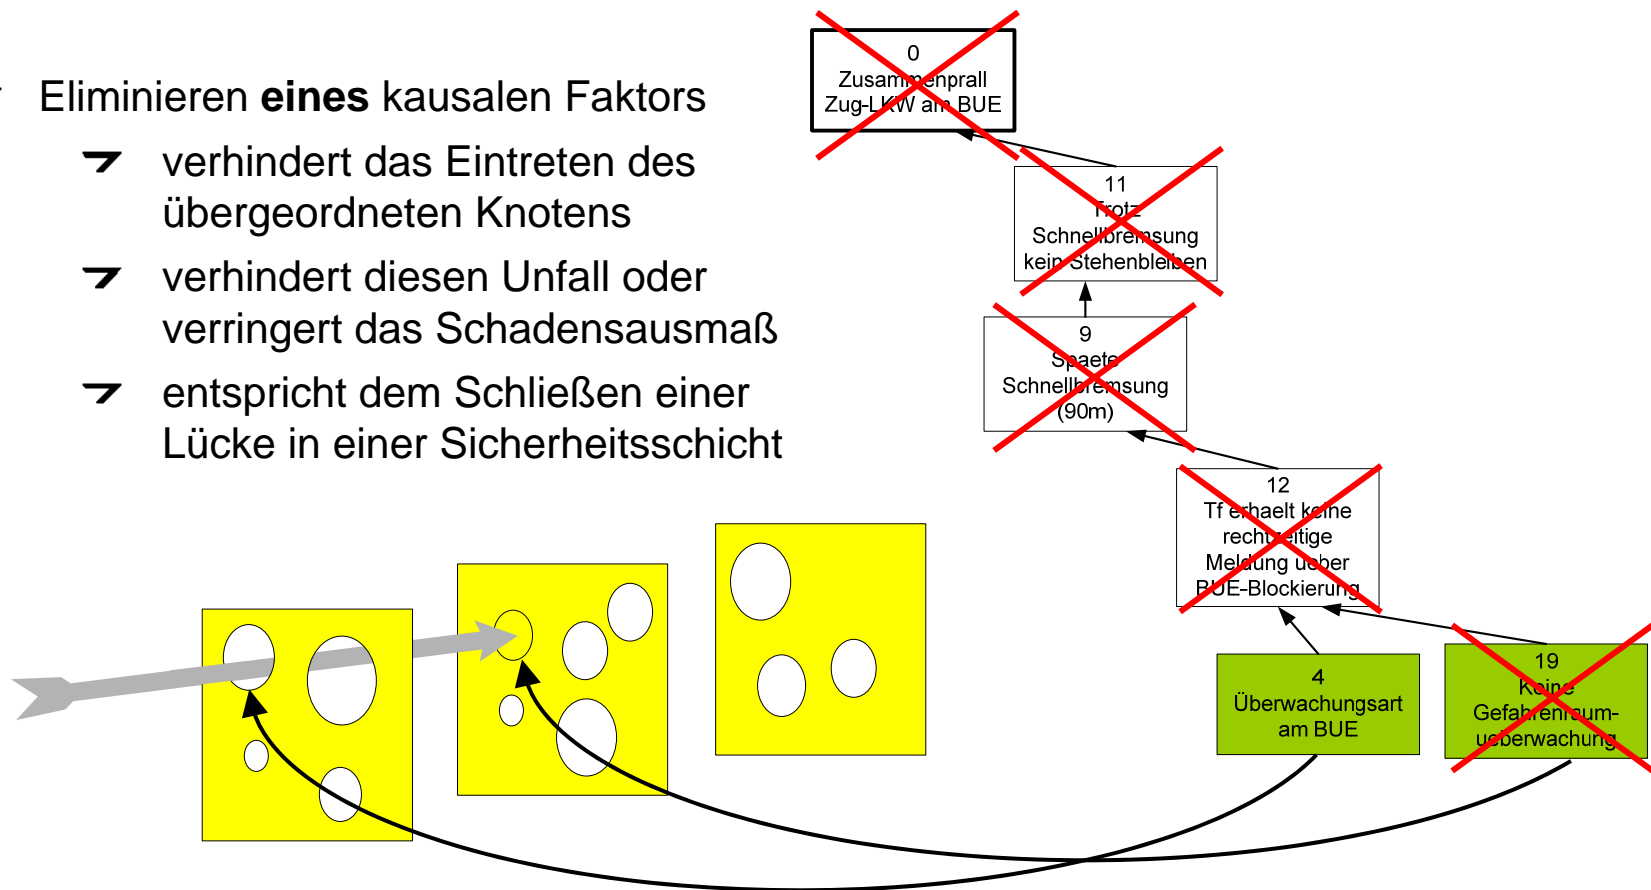 Eliminieren eines kausalen Faktors
verhindert das Eintreten des
übergeordneten Knotens
verhindert diesen Unfall oder
verringert das Schadensausmaß
entspricht dem Schließen einer
Lücke in einer Sicherheitsschicht
0
Zusammenprall
Zug-LKW am BUE
11
Trotz
Schnellbremsung
kein Stehenbleiben
9
Spaete
Schnellbremsung
(90m)
12
Tf erhaelt keine
rechtzeitige
Meldung ueber
BUE-Blockierung
4
Überwachungsart
am BUE
19
Keine
Gefahrenraum-
ueberwachung